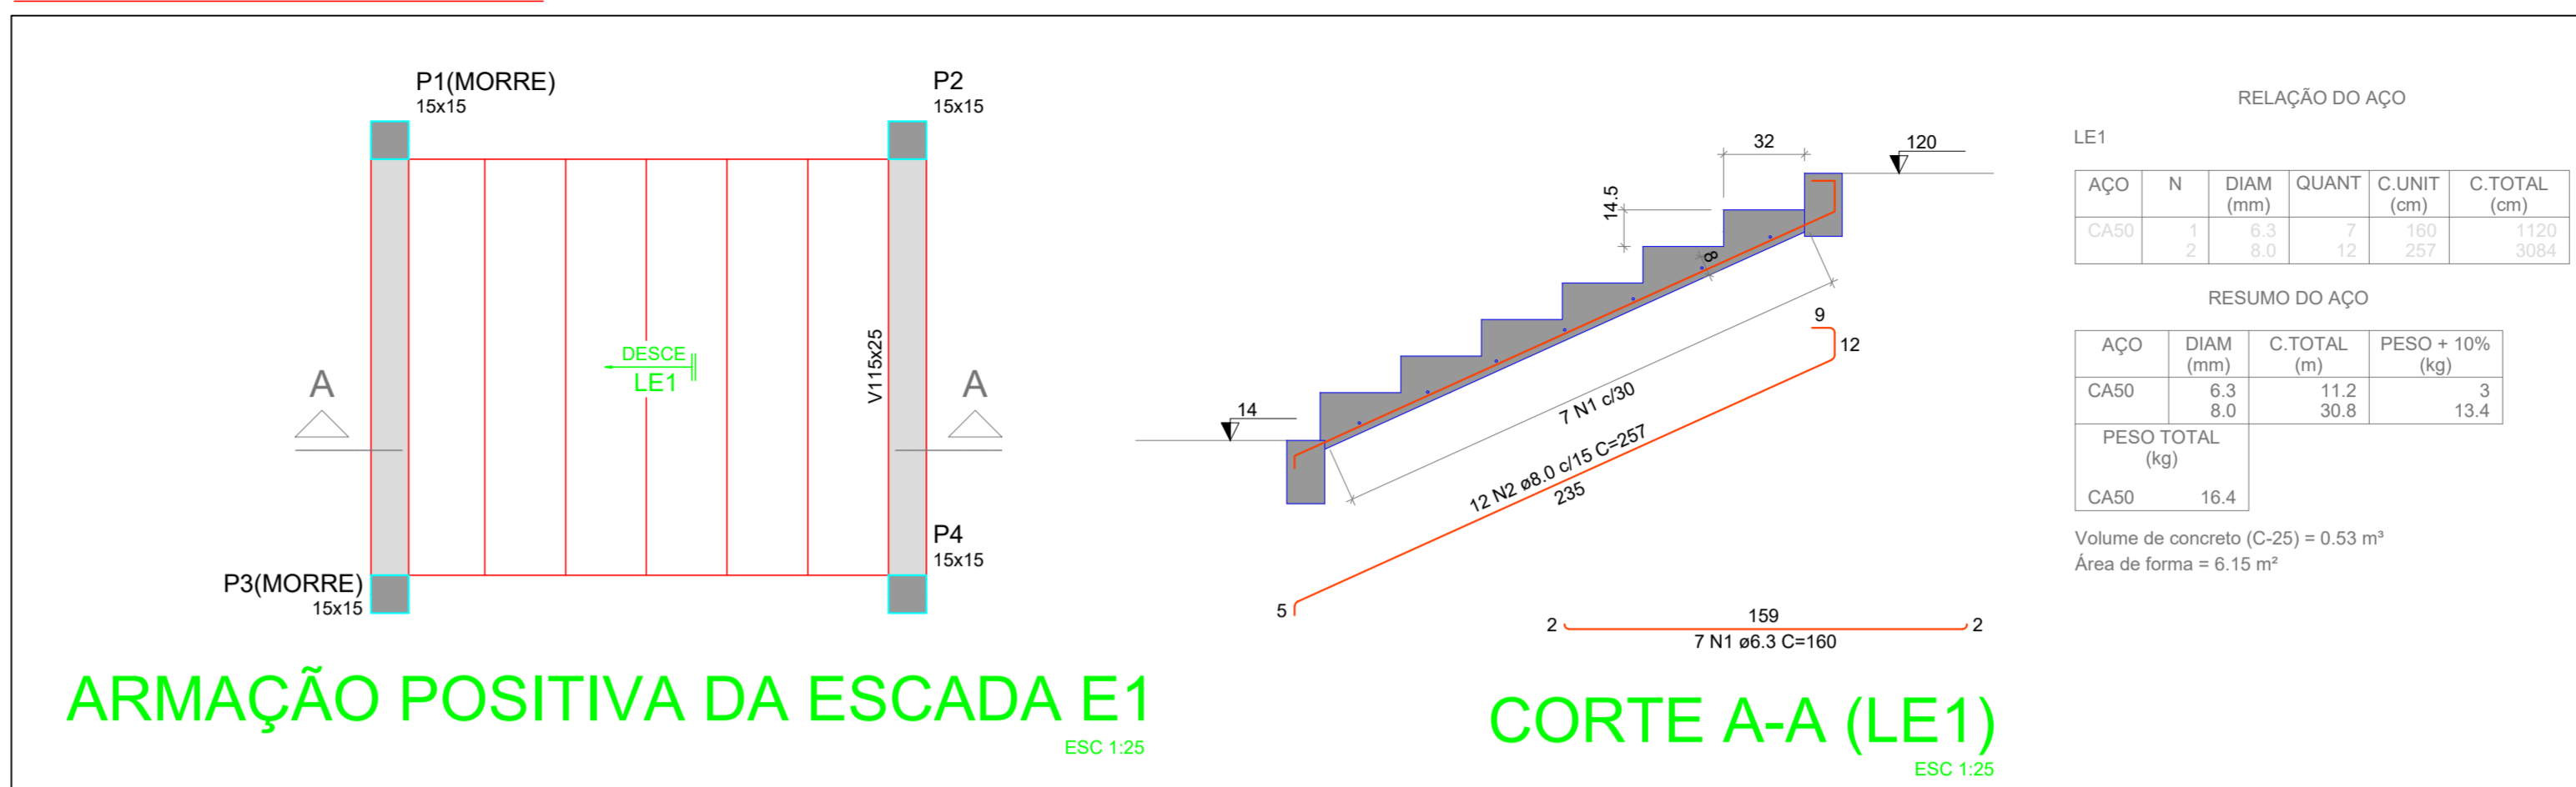 P1(MORRE)
15x15
P2
15x15
A
DESCE
LE1
V115x25
A
P3(MORRE)
15x15
P4
15x15
ARMAÇÃO POSITIVA DA ESCADA E1
ESC 1:25
32
120
14.5
8
14
7 N1 c/30
9
12
12 N2 ø8.0 c/15 C=257
235
5
159
2
2
7 N1 ø6.3 C=160
CORTE A-A (LE1)
ESC 1:25
RELAÇÃO DO AÇO
LE1
AÇO N DIAM QUANT C.UNIT C.TOTAL
(mm) (cm) (cm)
CA50 1 6.3 7 160 1120
2 8.0 12 257 3084
RESUMO DO AÇO
AÇO DIAM C.TOTAL PESO + 10%
(mm) (m) (kg)
CA50 6.3 11.2 3
8.0 30.8 13.4
PESO TOTAL
(kg)
CA50 16.4
Volume de concreto (C-25) = 0.53 m³
Área de forma = 6.15 m²